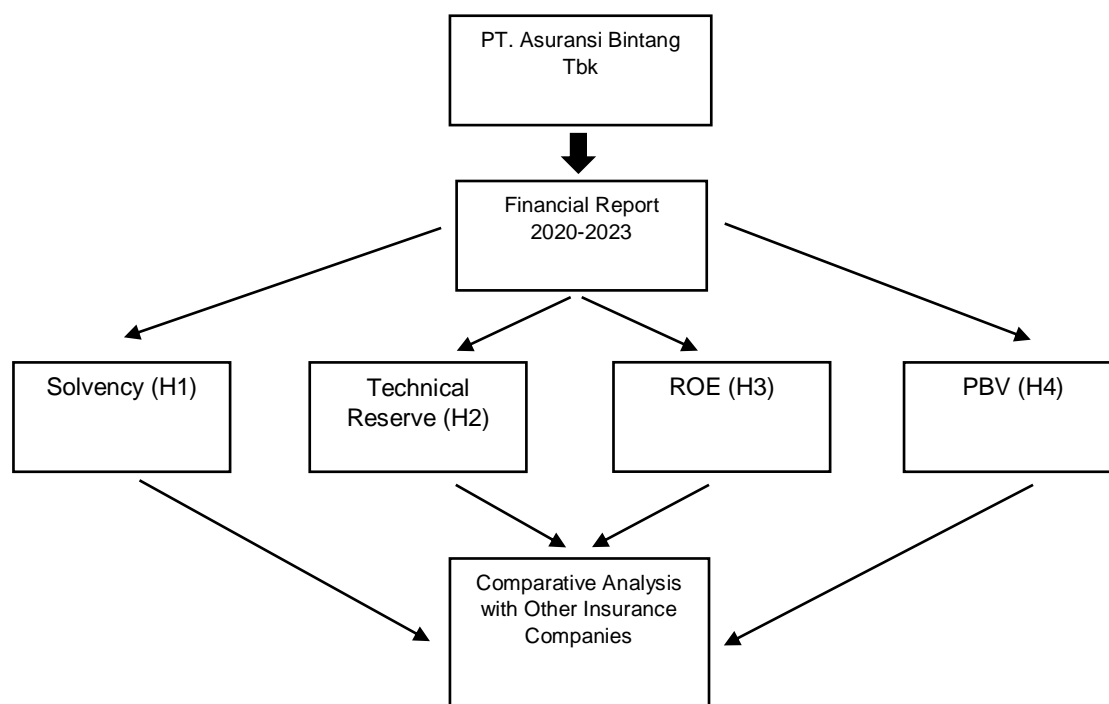 PT. Asuransi Bintang
Tbk
Financial Report
2020-2023
Solvency (H1)
Technical
Reserve (H2)
ROE (H3)
PBV (H4)
Comparative Analysis
with Other Insurance
Companies